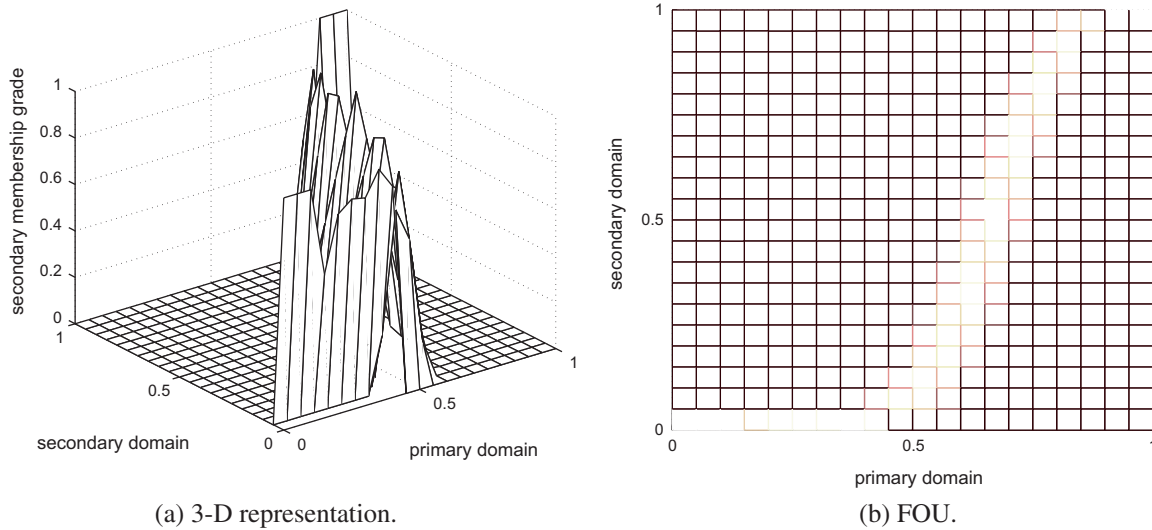 1
0.8
0.6
0.4
0.2
0
secondary membership grade
1
0.5
0
secondary domain
0
0.5
1
primary domain
(a) 3-D representation.
1
0.5
0
secondary domain
0
0.5
1
primary domain
(b) FOU.